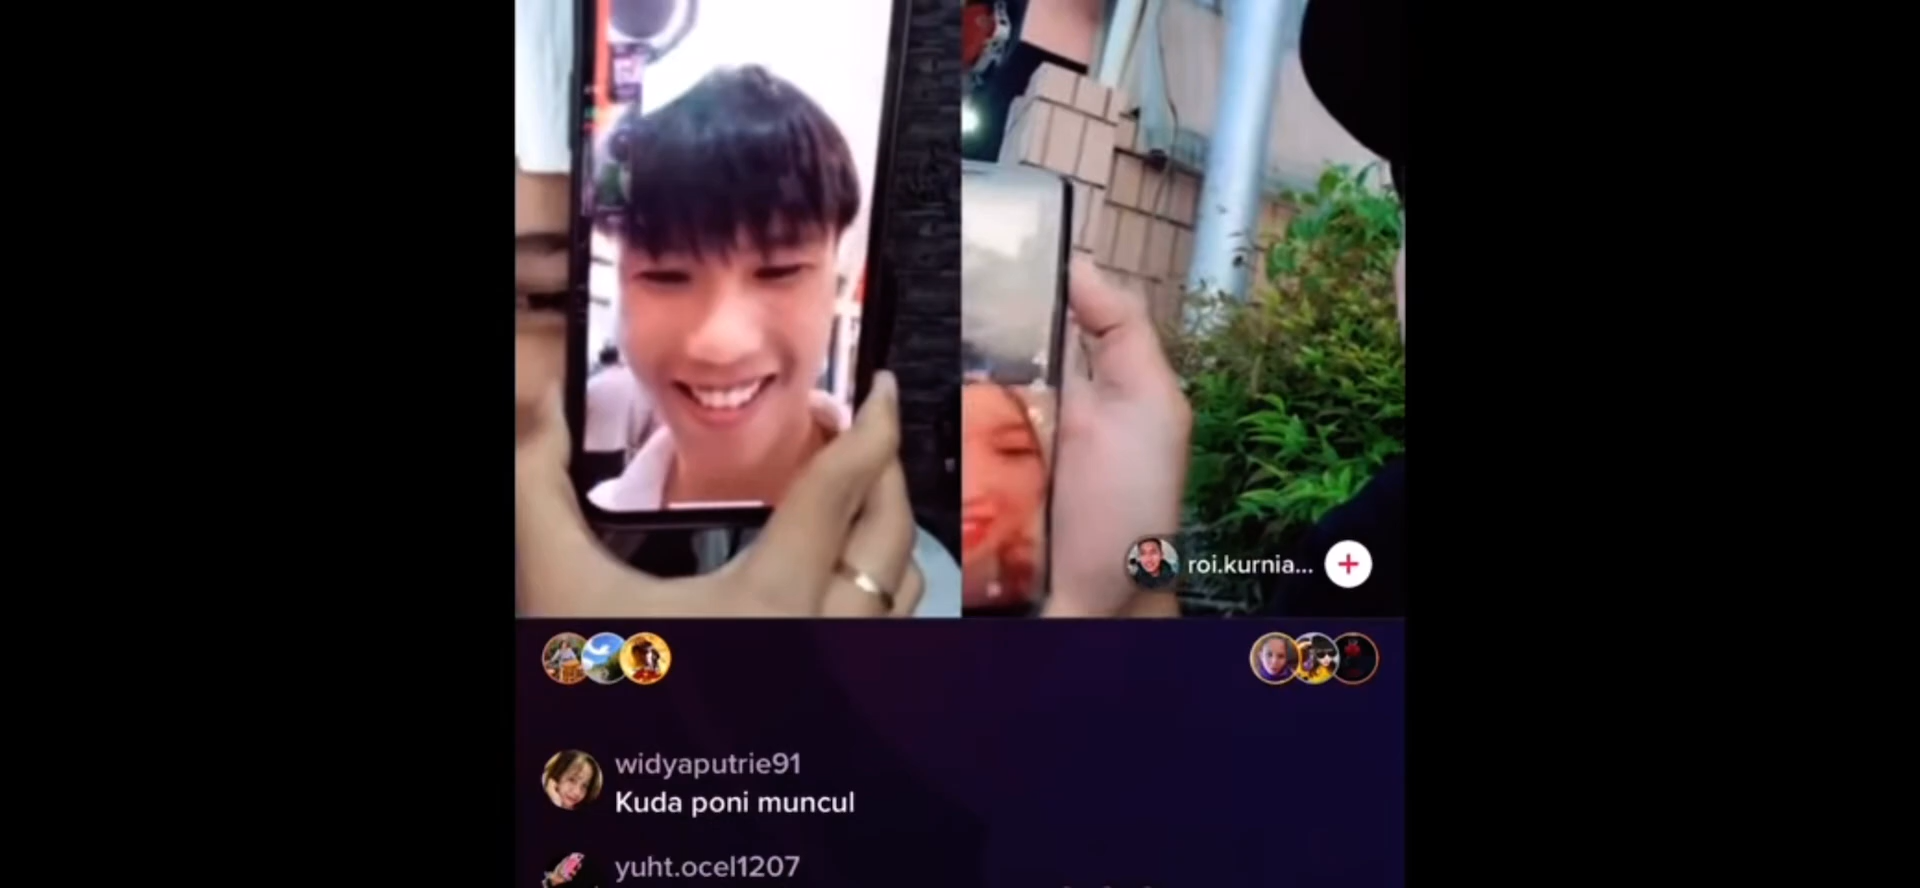 roi.kurnia...
widyaputrie91
Kuda poni muncul
yuht.ocel1207